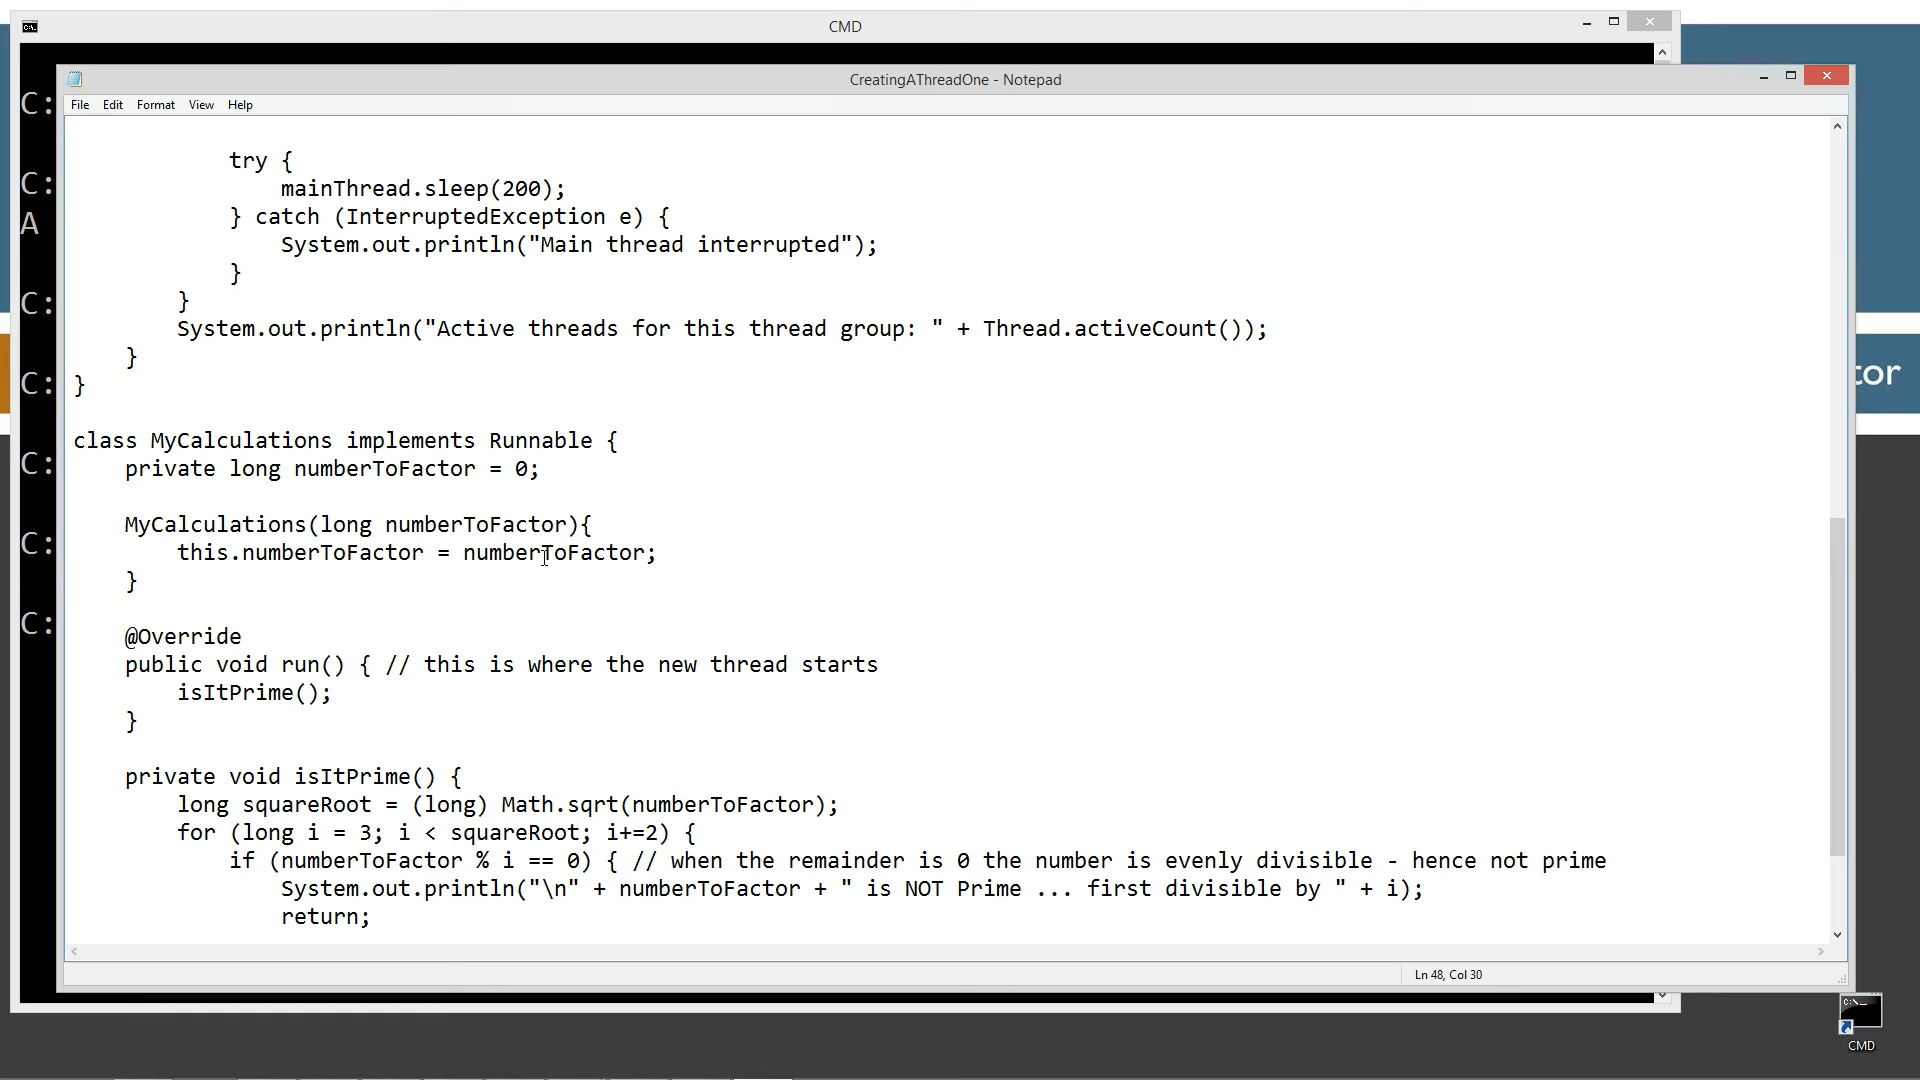 CMD
CreatingAThreadOne - Notepad
File Edit Format View Help
C:
C:
A
C:
C:
C:
C:
C:
try {
mainThread.sleep(200);
} catch (InterruptedException e) {
System.out.println("Main thread interrupted");
}
}
System.out.println("Active threads for this thread group: " + Thread.activeCount());
}
}
class MyCalculations implements Runnable {
private long numberToFactor = 0;
MyCalculations(long numberToFactor){
this.numberToFactor = numberToFactor;
}
@Override
public void run() { // this is where the new thread starts
isItPrime();
}
private void isItPrime() {
long squareRoot = (long) Math.sqrt(numberToFactor);
for (long i = 3; i < squareRoot; i+=2) {
if (numberToFactor % i == 0) { // when the remainder is 0 the number is evenly divisible - hence not prime
System.out.println("\n" + numberToFactor + " is NOT Prime ... first divisible by " + i);
return;
Ln 48, Col 30
tor
CMD